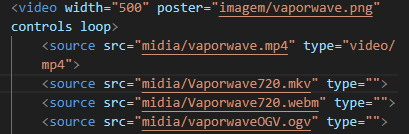 <video width="500" poster="imagem/vaporwave.png"
controls loop>
<source src="midia/vaporwave.mp4" type="video/
mp4">
<source src="midia/Vaporwave720.mkv" type="">
<source src="midia/Vaporwave720.webm" type="">
<source src="midia/vaporwaveOGV.ogv" type="">